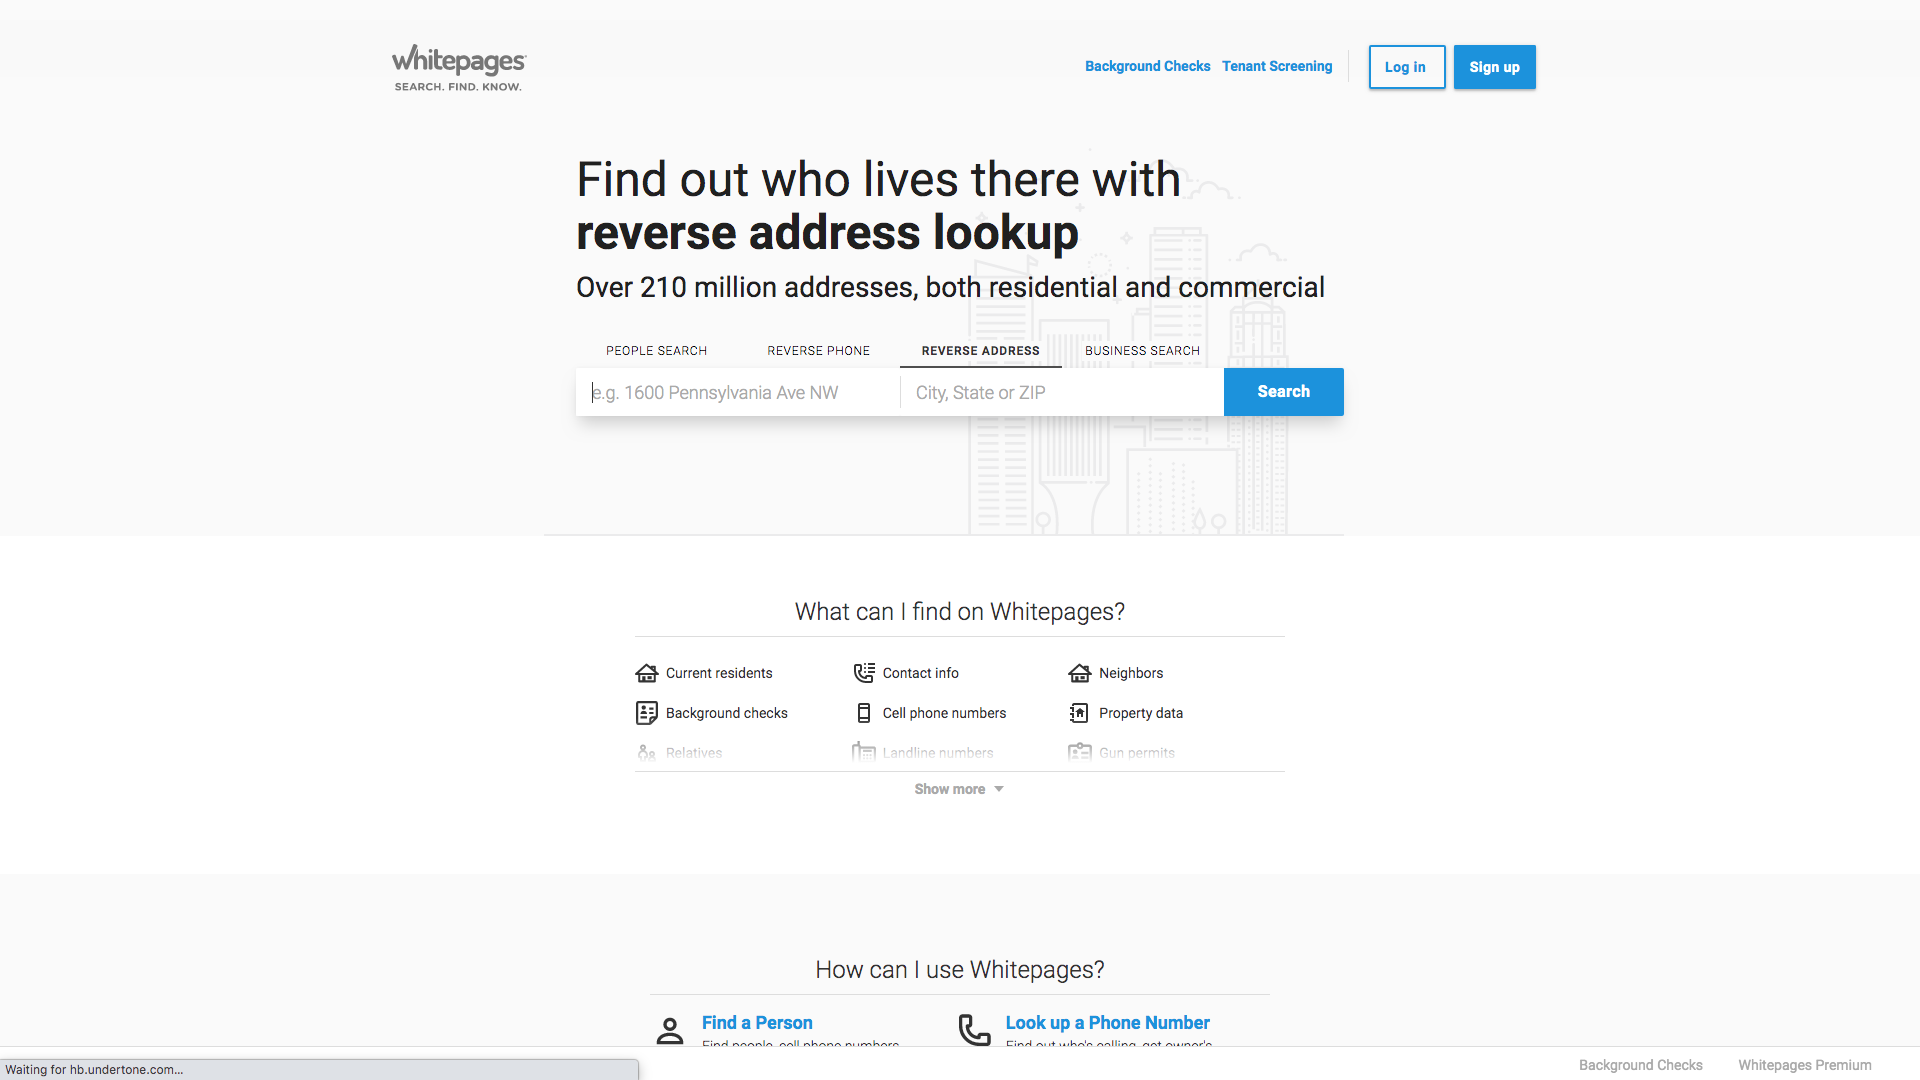 whitepages
SEARCH. FIND. KNOW.
Background Checks Tenant Screening Log in Sign up
Find out who lives there with
reverse address lookup
Over 210 million addresses, both residential and commercial
PEOPLE SEARCH REVERSE PHONE REVERSE ADDRESS BUSINESS SEARCH
e.g. 1600 Pennsylvania Ave NW City, State or ZIP Search
What can I find on Whitepages?
Current residents Contact info Neighbors
Background checks Cell phone numbers Property data
Relatives Landline numbers Gun permits
Show more
How can I use Whitepages?
Find a Person Look up a Phone Number
Find people, cell phone numbers Find out who's calling, get owner's
Background Checks Whitepages Premium
Waiting for hb.undertone.com...